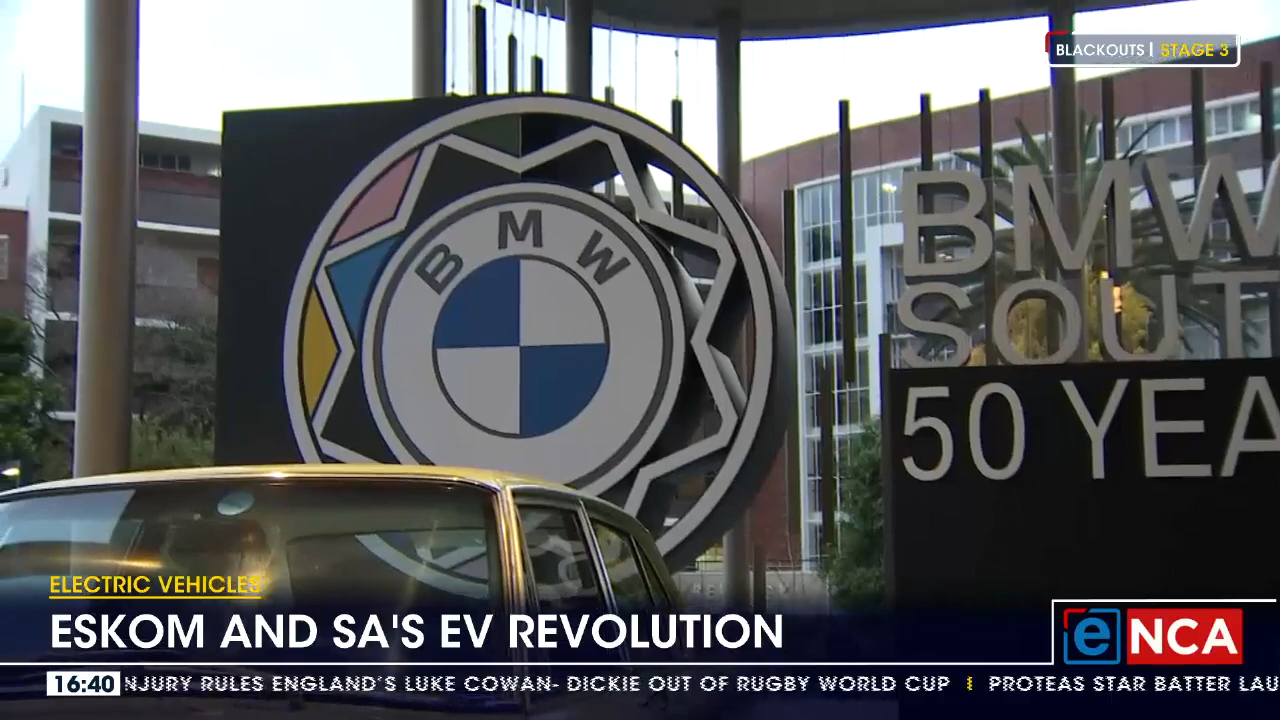 BLACKOUTS | STAGE 3
BMW
BMW
SOUT
50 YEA
ELECTRIC VEHICLES
ESKOM AND SA'S EV REVOLUTION
eNCA
16:40 NJURY RULES ENGLAND'S LUKE COWAN- DICKIE OUT OF RUGBY WORLD CUP PROTEAS STAR BATTER LAU